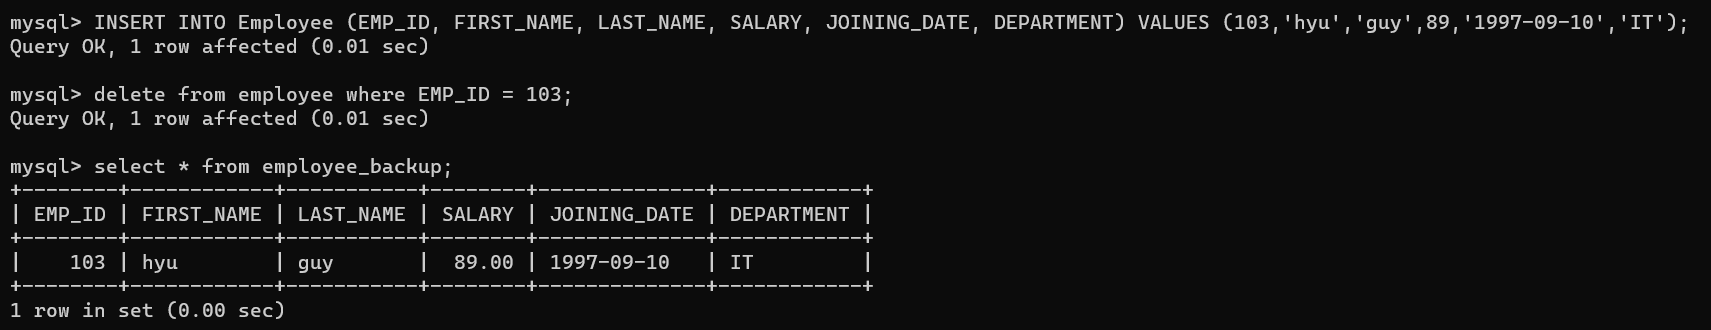 mysql> INSERT INTO Employee (EMP_ID, FIRST_NAME, LAST_NAME, SALARY, JOINING_DATE, DEPARTMENT) VALUES (103,'hyu','guy',89,'1997-09-10','IT');
Query OK, 1 row affected (0.01 sec)

mysql> delete from employee where EMP_ID = 103;
Query OK, 1 row affected (0.01 sec)

mysql> select * from employee_backup;
+--------+------------+-----------+--------+--------------+------------+
| EMP_ID | FIRST_NAME | LAST_NAME | SALARY | JOINING_DATE | DEPARTMENT |
+--------+------------+-----------+--------+--------------+------------+
|    103 | hyu        | guy       |  89.00 | 1997-09-10   | IT         |
+--------+------------+-----------+--------+--------------+------------+
1 row in set (0.00 sec)